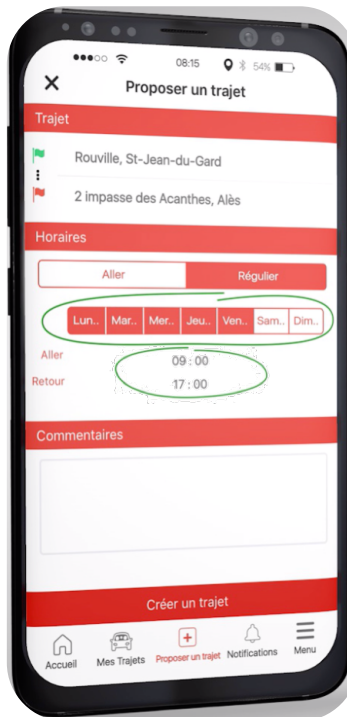 08:15 54%
Proposer un trajet
Trajet
Rouville, St-Jean-du-Gard
2 impasse des Acanthes, Alès
Horaires
Aller Régulier
Lun.. Mar.. Mer.. Jeu.. Ven.. Sam.. Dim..
Aller 09 : 00
Retour 17 : 00
Commentaires
Créer un trajet
Accueil Mes Trajets Proposer un trajet Notifications Menu